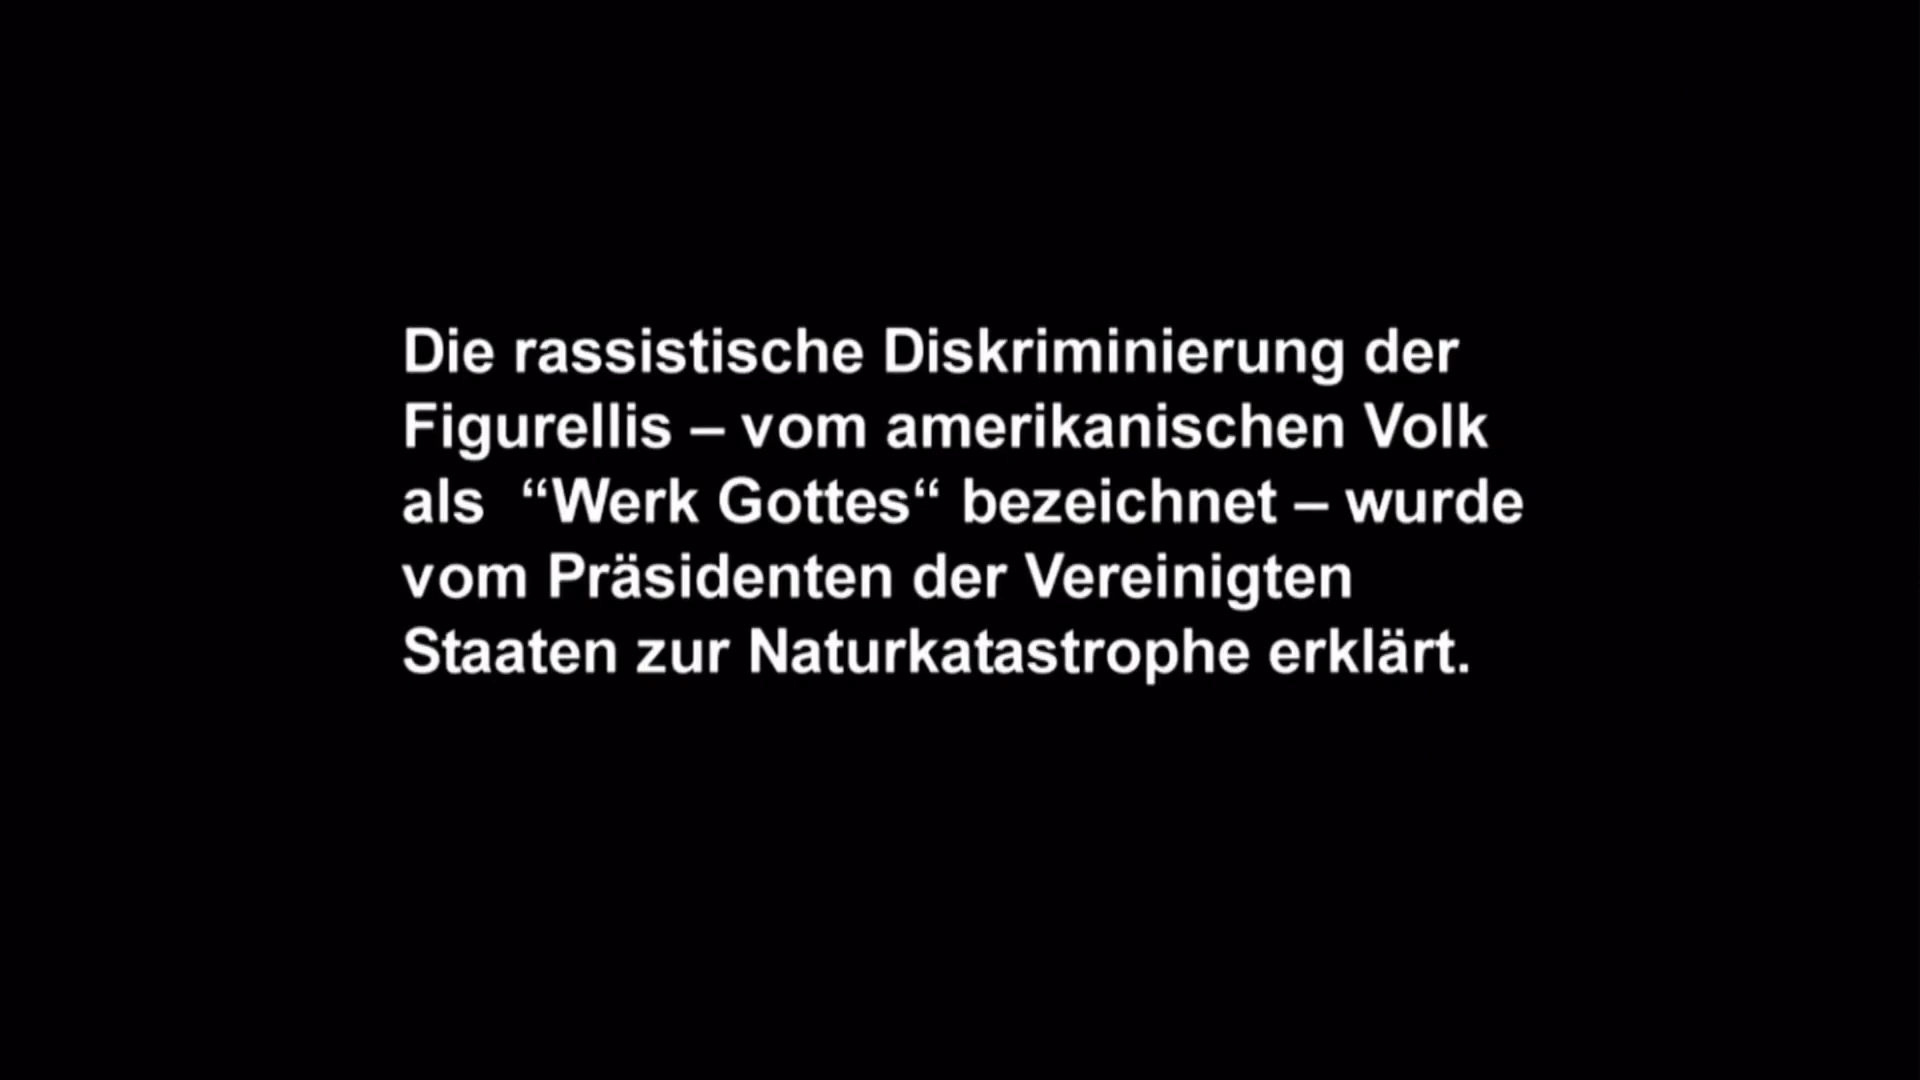 Die rassistische Diskriminierung der
Figurellis – vom amerikanischen Volk
als  “Werk Gottes“ bezeichnet – wurde
vom Präsidenten der Vereinigten
Staaten zur Naturkatastrophe erklärt.